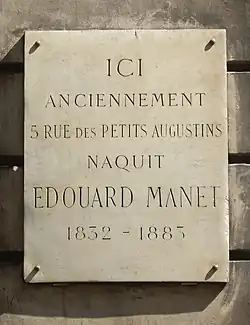 ICI
ANCIENNEMENT
5 RUE DES PETITS AUGUSTINS
NAQUIT
EDOUARD MANET
1832 - 1883